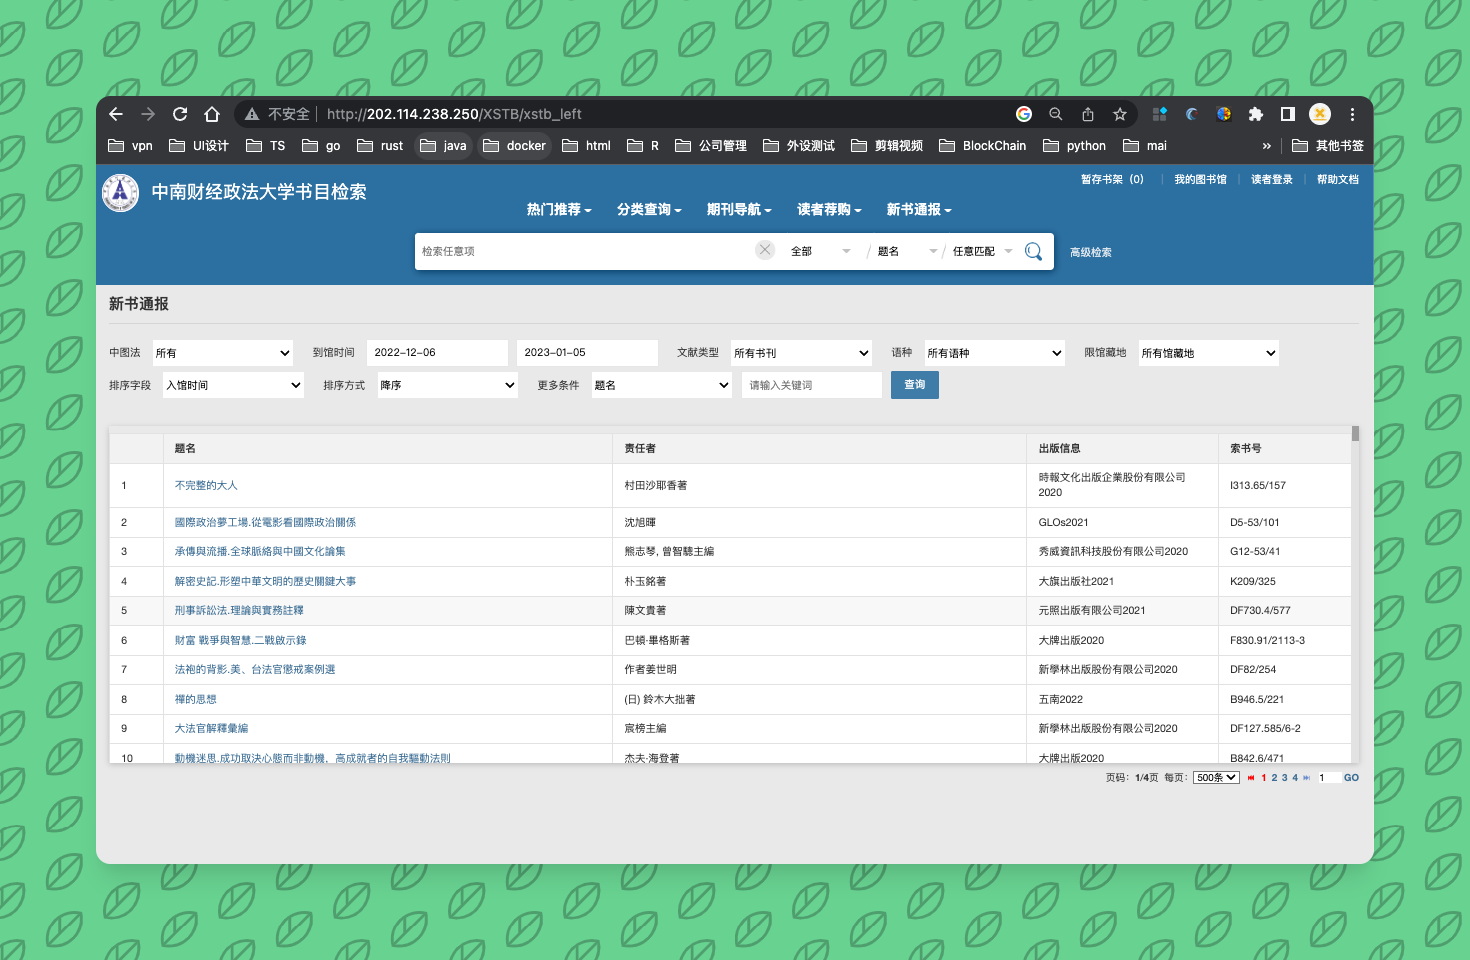 不安全 http://202.114.238.250/XSTB/xstb_left
vpn UI设计 TS go rust java docker html R 公司管理 外设测试 剪辑视频 BlockChain python mai » 其他书签
暂存书架（0） 我的图书馆 读者登录 帮助文档
中南财经政法大学书目检索
热门推荐 分类查询 期刊导航 读者荐购 新书通报
检索任意项 全部 / 题名 / 任意匹配 高级检索
新书通报
中图法 所有 到馆时间 2022-12-06 2023-01-05 文献类型 所有书刊 语种 所有语种 限馆藏地 所有馆藏地
排序字段 入馆时间 排序方式 降序 更多条件 题名 请输入关键词 查询
题名 责任者 出版信息 索书号
1 不完整的大人 村田沙耶香著 時報文化出版企業股份有限公司2020 I313.65/157
2 國際政治夢工場.從電影看國際政治關係 沈旭暉 GLOs2021 D5-53/101
3 承傳與流播.全球脈絡與中國文化論集 熊志琴, 曾智聰主編 秀威資訊科技股份有限公司2020 G12-53/41
4 解密史記.形塑中華文明的歷史關鍵大事 朴玉銘著 大旗出版社2021 K209/325
5 刑事訴訟法.理論與實務註釋 陳文貴著 元照出版有限公司2021 DF730.4/577
6 財富 戰爭與智慧.二戰啟示錄 巴頓·畢格斯著 大牌出版2020 F830.91/2113-3
7 法袍的背影.美、台法官懲戒案例選 作者姜世明 新學林出版股份有限公司2020 DF82/254
8 禪的思想 (日) 鈴木大拙著 五南2022 B946.5/221
9 大法官解釋彙編 宸榜主編 新學林出版股份有限公司2020 DF127.585/6-2
10 動機迷思.成功取決心態而非動機，高成就者的自我驅動法則 杰夫·海登著 大牌出版2020 B842.6/471
页码：1/4页 每页：500条 1 2 3 4 1 GO